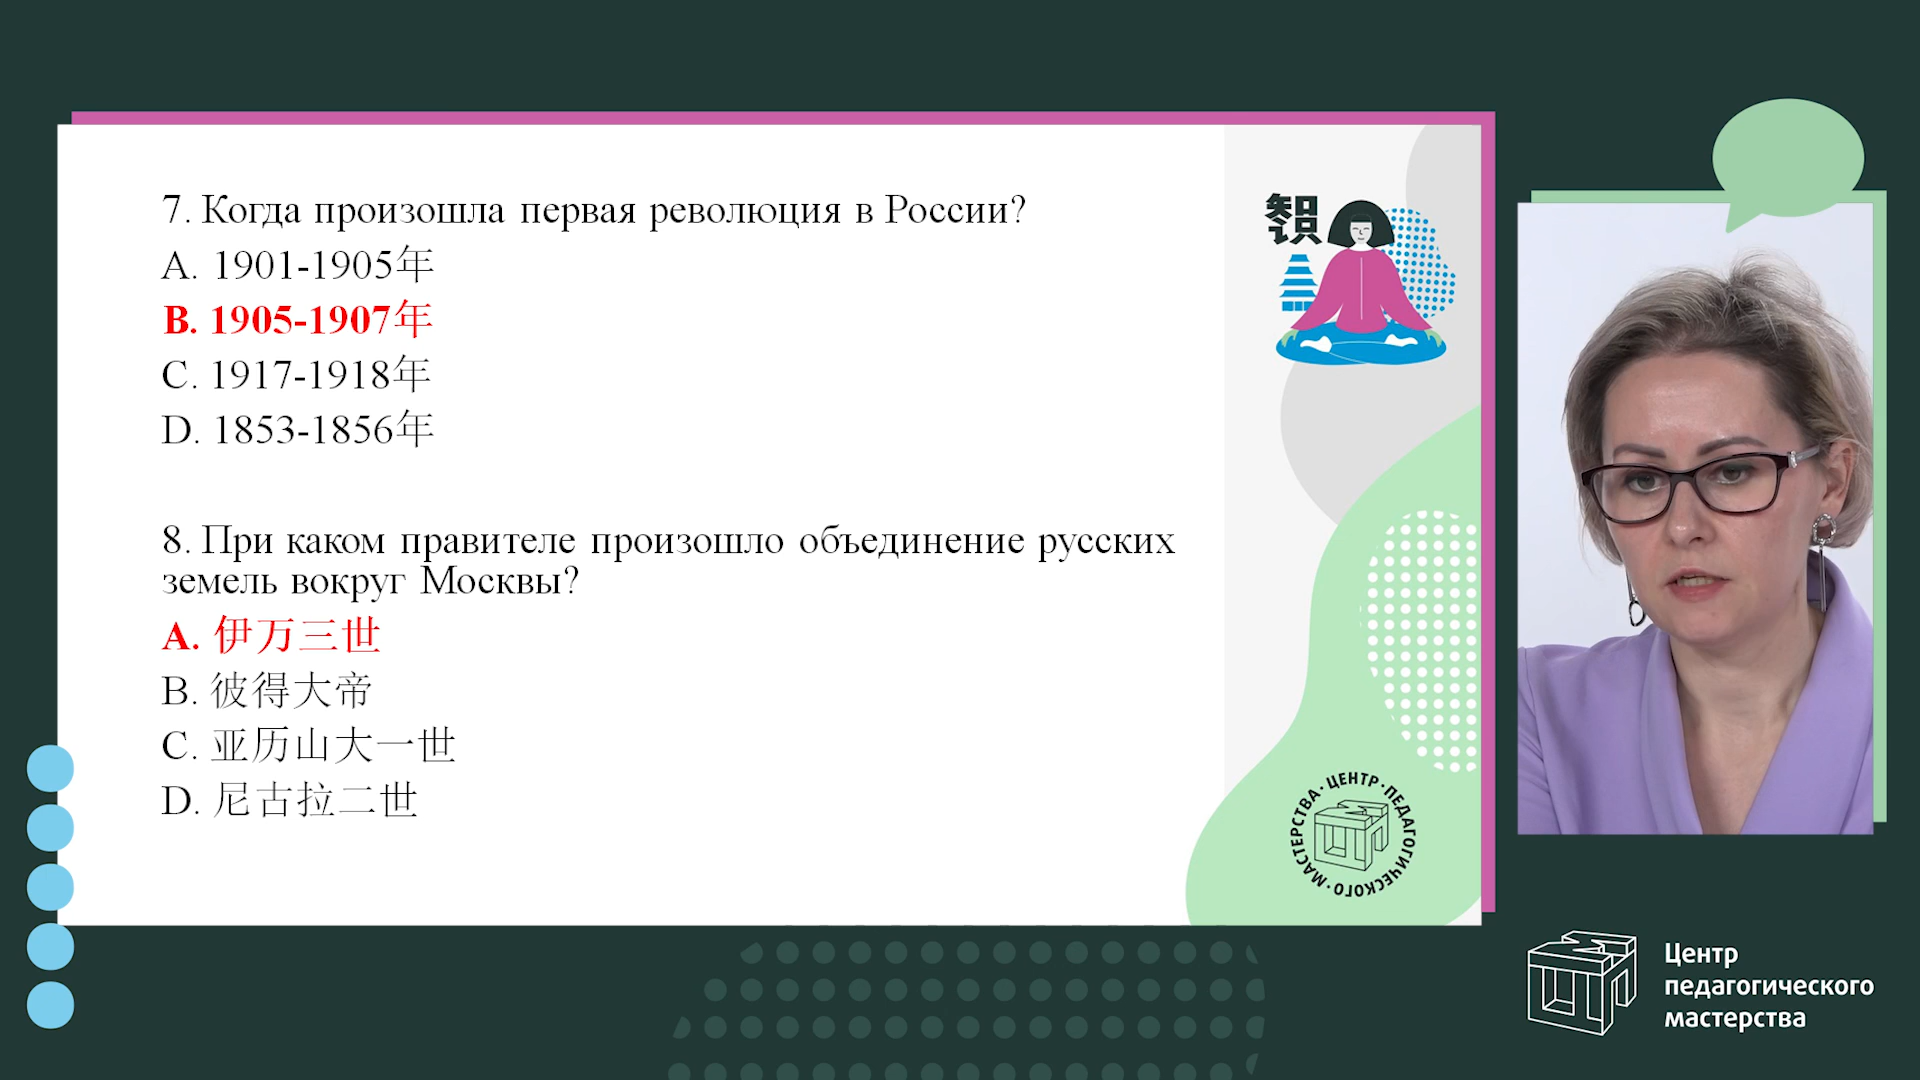 7. Когда произошла первая революция в России?
A. 1901-1905年
B. 1905-1907年
C. 1917-1918年
D. 1853-1856年
8. При каком правителе произошло объединение русских
земель вокруг Москвы?
A. 伊万三世
B. 彼得大帝
C. 亚历山大一世
D. 尼古拉二世
智
识
ЦЕНТР · ПЕДАГОГИЧЕСКОГО · МАСТЕРСТВА ·
Центр
педагогического
мастерства